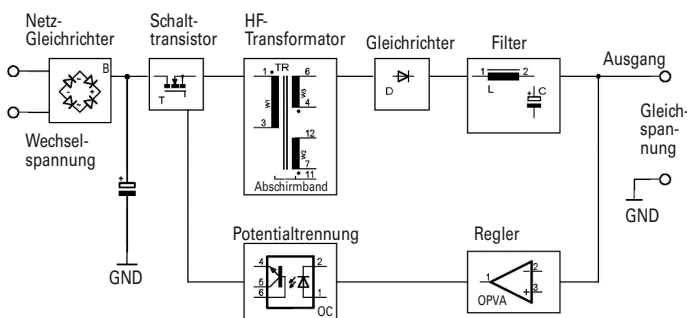 Netz-
Gleichrichter
Schalt-
transistor
HF-
Transformator
Gleichrichter
Filter
Ausgang
B
T
1
TR
6
W1
W3
4
3
12
W2
7
11
Abschirmband
D
1
2
L
+
C
Gleich-
span-
nung
GND
Wechsel-
spannung
+
GND
Potentialtrennung
4
5
6
2
1
OC
Regler
1
2
3
−
+
OPVA